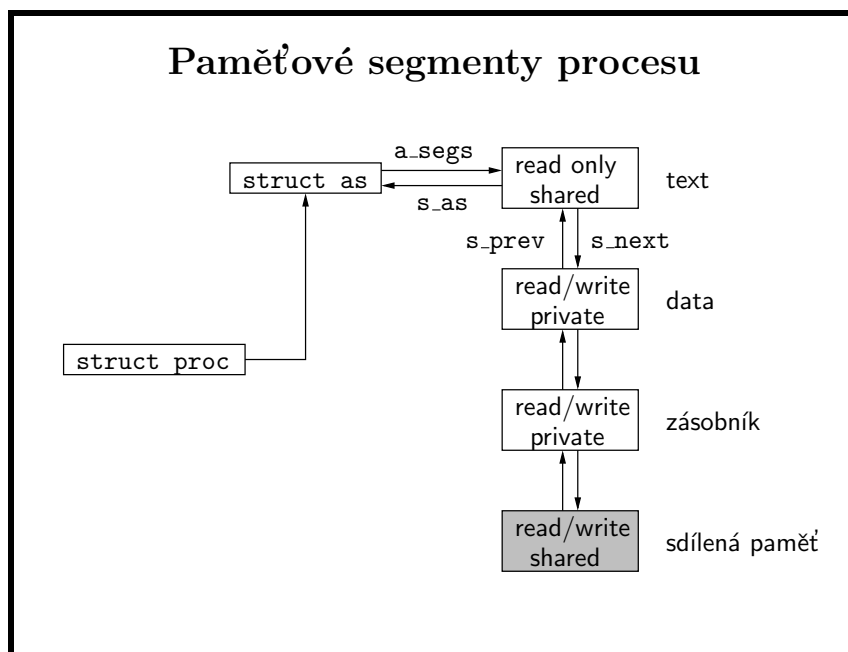 Paměťové segmenty procesu
a_segs
struct as
read only
shared
text
s_as
s_prev
s_next
read/write
private
data
struct proc
read/write
private
zásobník
read/write
shared
sdílená paměť